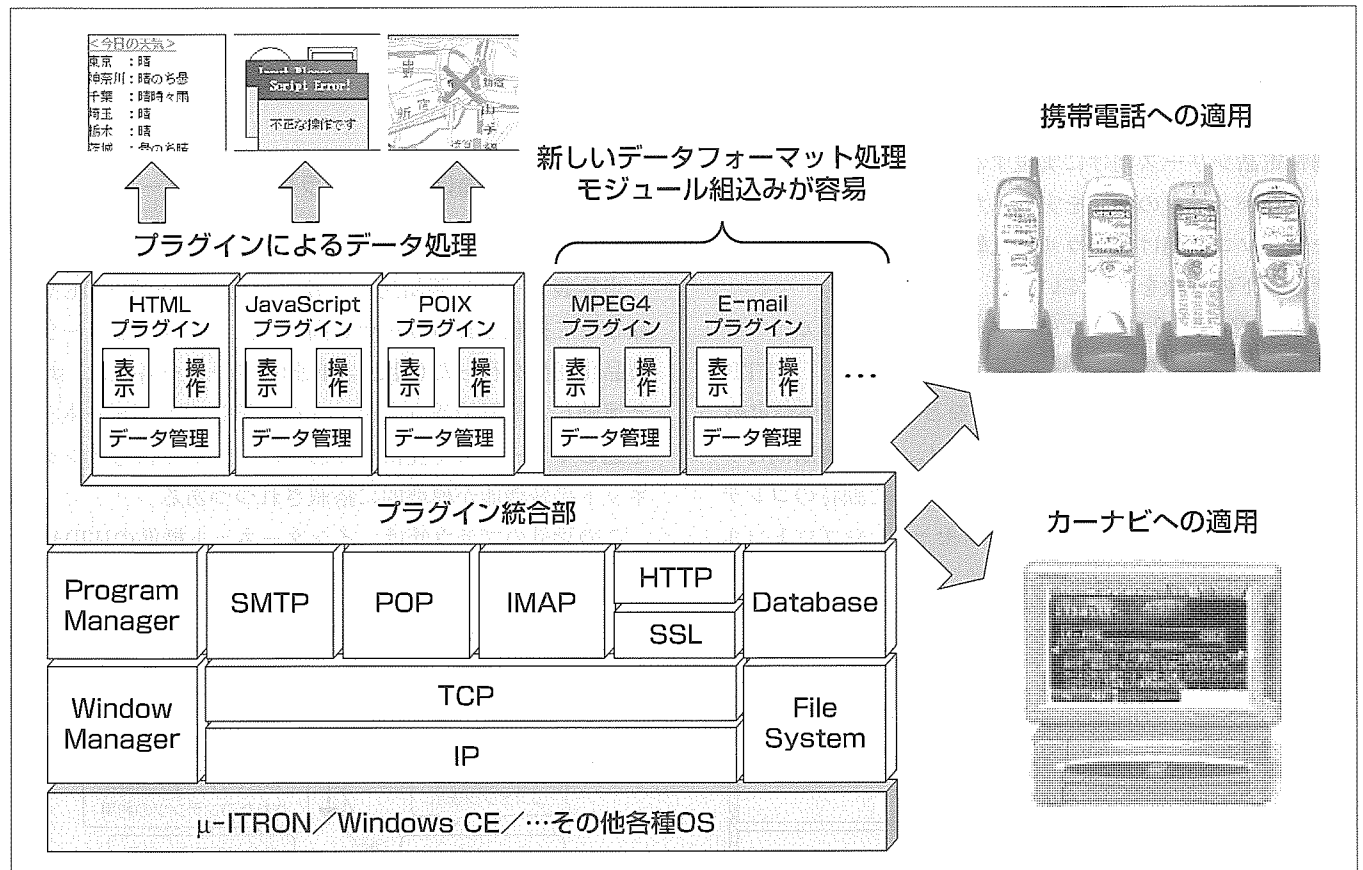 <今日の天気>
東京　：晴
神奈川：晴のち曇
千葉　：晴時々雨
埼玉　：晴
栃木　：晴
茨城　：曇のち晴
Script Error!
不正な操作です
新宿
プラグインによるデータ処理
新しいデータフォーマット処理
モジュール組込みが容易
携帯電話への適用
HTML
プラグイン
表示
操作
データ管理
JavaScript
プラグイン
表示
操作
データ管理
POIX
プラグイン
表示
操作
データ管理
MPEG4
プラグイン
表示
操作
データ管理
E-mail
プラグイン
表示
操作
データ管理
…
プラグイン統合部
カーナビへの適用
Program
Manager
SMTP
POP
IMAP
HTTP
SSL
Database
Window
Manager
TCP
IP
File
System
μ-ITRON／Windows CE／…その他各種OS